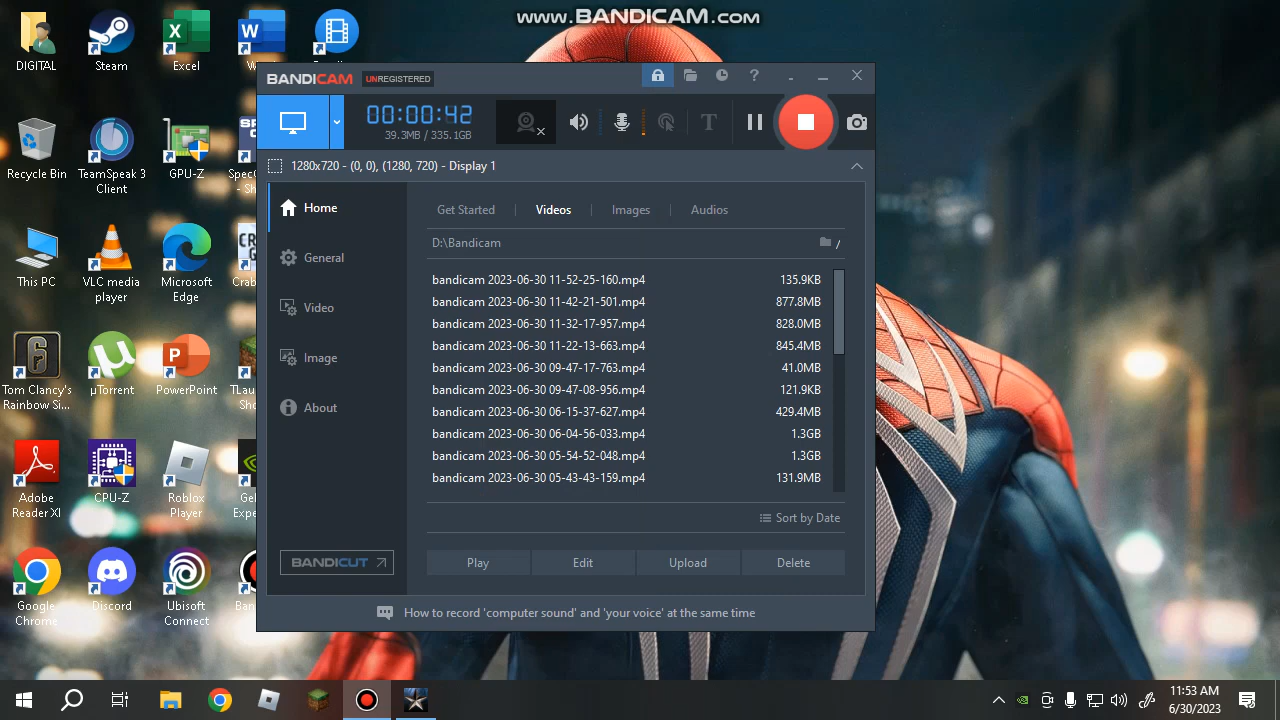 www.BANDICAM.com
DIGITAL
Steam
Excel
BANDICAM UNREGISTERED
?
00:00:42
39.3MB / 335.1GB
T
1280x720 - (0, 0), (1280, 720) - Display 1
Recycle Bin
TeamSpeak 3
Client
GPU-Z
Home
General
Video
Image
About
Get Started
Videos
Images
Audios
D:\Bandicam
/
bandicam 2023-06-30 11-52-25-160.mp4 135.9KB
bandicam 2023-06-30 11-42-21-501.mp4 877.8MB
bandicam 2023-06-30 11-32-17-957.mp4 828.0MB
bandicam 2023-06-30 11-22-13-663.mp4 845.4MB
bandicam 2023-06-30 09-47-17-763.mp4 41.0MB
bandicam 2023-06-30 09-47-08-956.mp4 121.9KB
bandicam 2023-06-30 06-15-37-627.mp4 429.4MB
bandicam 2023-06-30 06-04-56-033.mp4 1.3GB
bandicam 2023-06-30 05-54-52-048.mp4 1.3GB
bandicam 2023-06-30 05-43-43-159.mp4 131.9MB
Sort by Date
BANDICUT
Play
Edit
Upload
Delete
How to record 'computer sound' and 'your voice' at the same time
This PC
VLC media
player
Microsoft
Edge
Tom Clancy's
Rainbow Si...
µTorrent
PowerPoint
Adobe
Reader XI
CPU-Z
Roblox
Player
Google
Chrome
Discord
Ubisoft
Connect
11:53 AM
6/30/2023